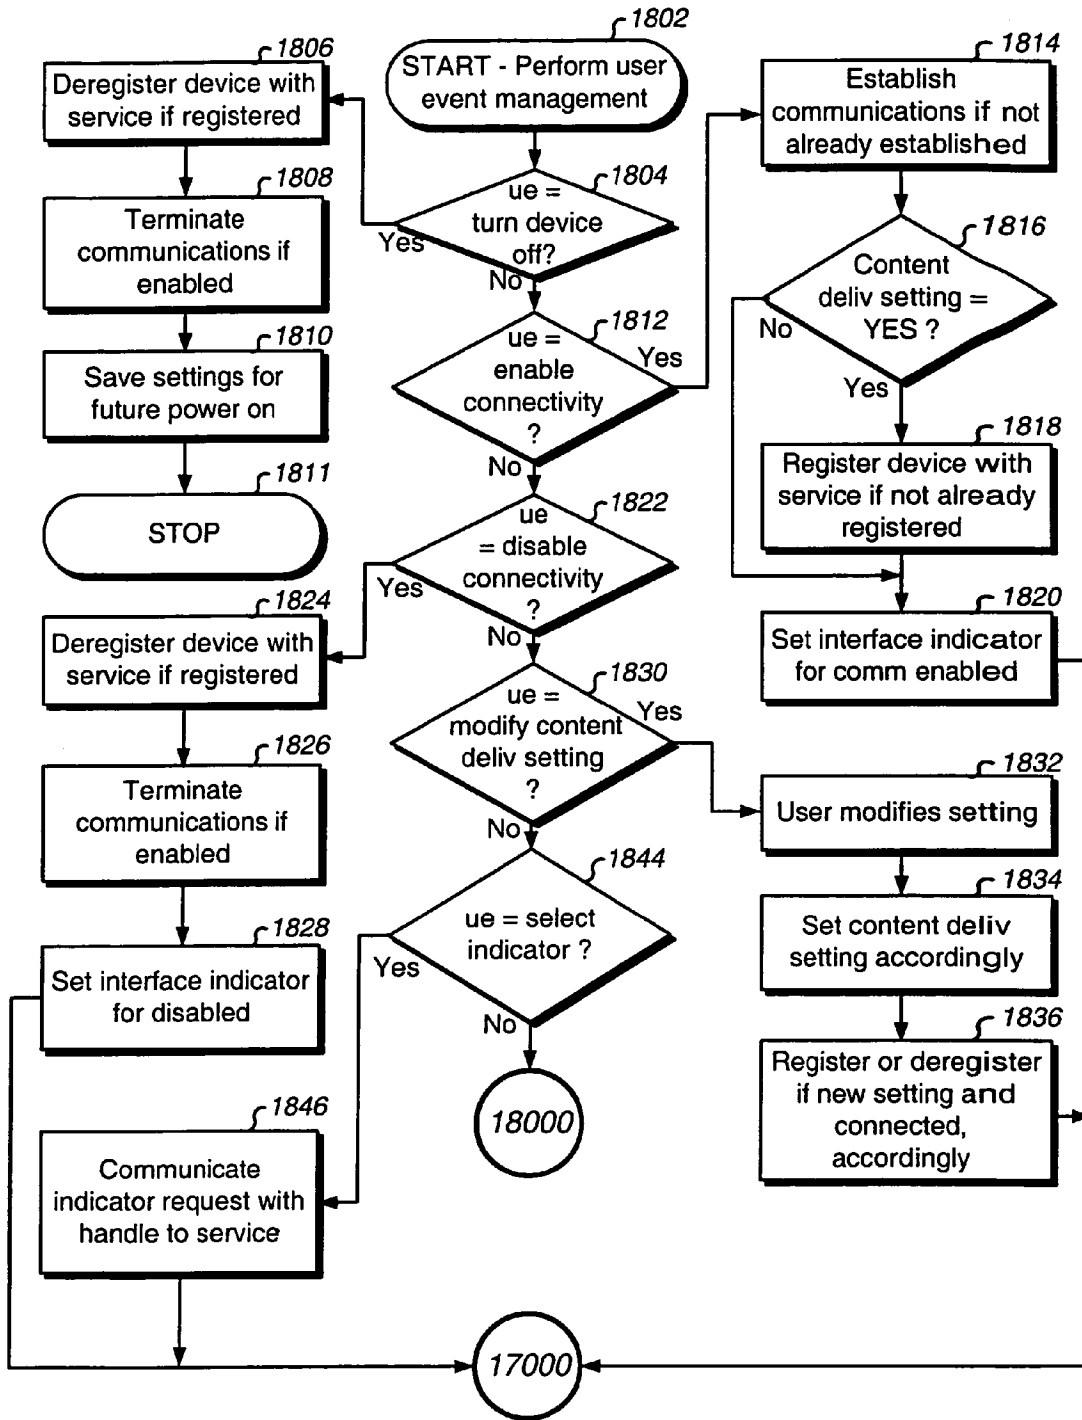 1802
START - Perform user
event management
1806
Deregister device with
service if registered
1808
Terminate
communications if
enabled
1810
Save settings for
future power on
1811
STOP
1804
ue =
turn device
off?
Yes
No
1812
ue =
enable
connectivity
?
Yes
No
1814
Establish
communications if not
already established
1816
Content
deliv setting =
YES ?
No
Yes
1818
Register device with
service if not already
registered
1820
Set interface indicator
for comm enabled
1822
ue
= disable
connectivity
?
Yes
No
1824
Deregister device with
service if registered
1826
Terminate
communications if
enabled
1828
Set interface indicator
for disabled
1830
ue =
modify content
deliv setting
?
Yes
No
1832
User modifies setting
1834
Set content deliv
setting accordingly
1836
Register or deregister
if new setting and
connected,
accordingly
1844
ue = select
indicator ?
Yes
No
1846
Communicate
indicator request with
handle to service
18000
17000